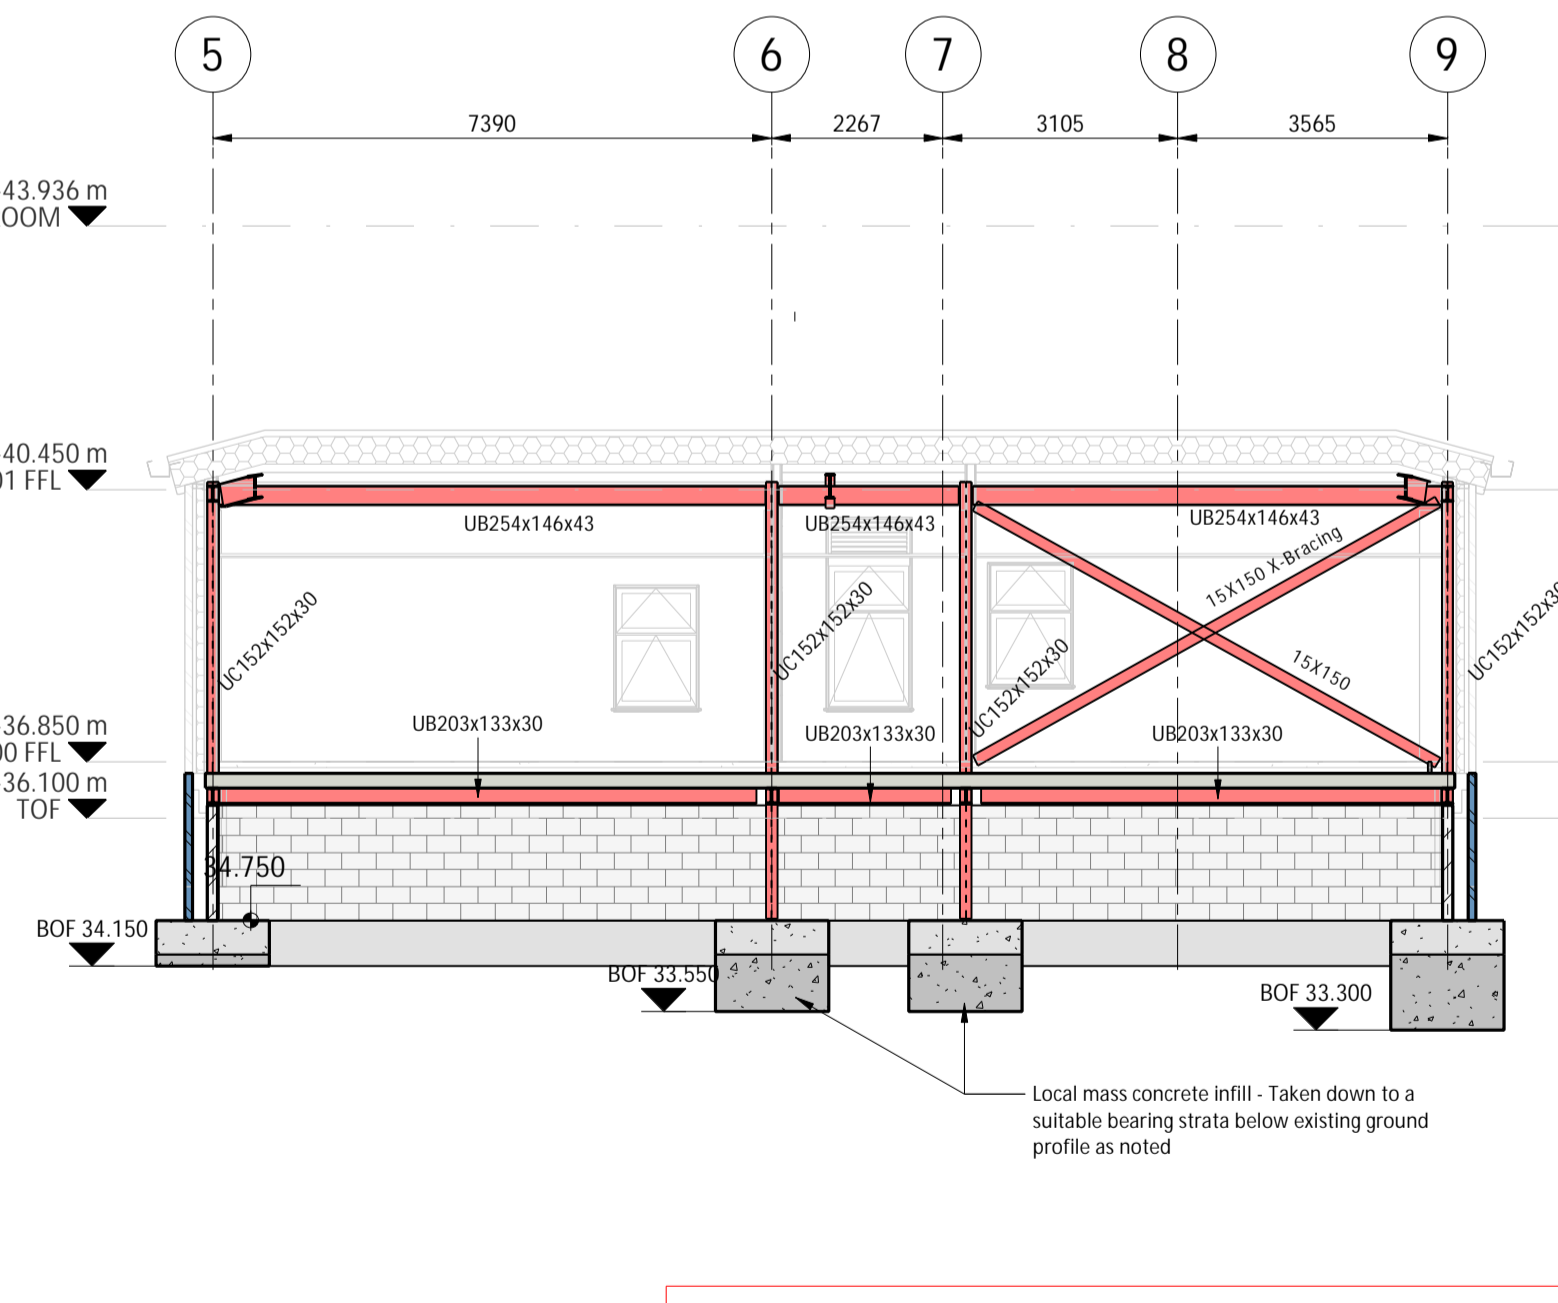 5
6
7
8
9
7390
2267
3105
3565
43.936 m
OOM
40.450 m
01 FFL
UB254x146x43
UB254x146x43
UB254x146x43
15X150 X-Bracing
15X150
UC152x152x30
UC152x152x30
UC152x152x30
UC152x152x30
36.850 m
00 FFL
UB203x133x30
UB203x133x30
UB203x133x30
36.100 m
TOF
34.750
BOF 34.150
BOF 33.550
BOF 33.300
Local mass concrete infill - Taken down to a
suitable bearing strata below existing ground
profile as noted